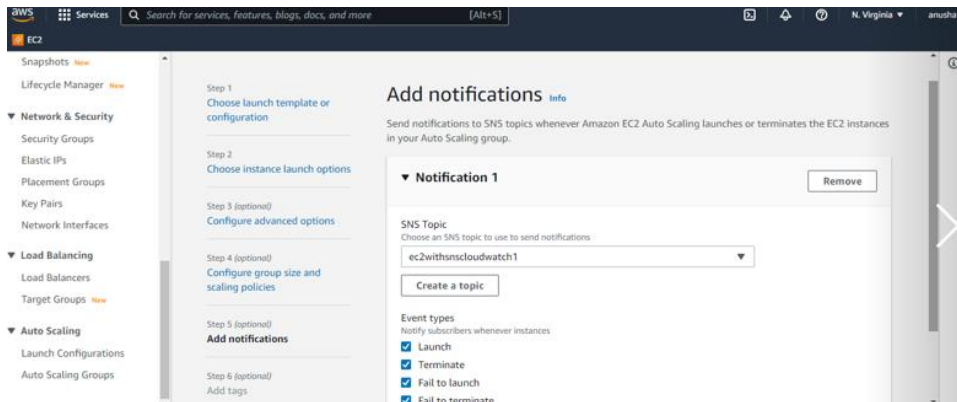 aws
Services
Search for services, features, blogs, docs, and more
[Alt+S]
N. Virginia
anusha
EC2
Snapshots New
Lifecycle Manager New
Network & Security
Security Groups
Elastic IPs
Placement Groups
Key Pairs
Network Interfaces
Load Balancing
Load Balancers
Target Groups New
Auto Scaling
Launch Configurations
Auto Scaling Groups
Step 1
Choose launch template or
configuration
Step 2
Choose instance launch options
Step 3 (optional)
Configure advanced options
Step 4 (optional)
Configure group size and
scaling policies
Step 5 (optional)
Add notifications
Step 6 (optional)
Add tags
Add notifications Info
Send notifications to SNS topics whenever Amazon EC2 Auto Scaling launches or terminates the EC2 instances
in your Auto Scaling group.
Notification 1
Remove
SNS Topic
Choose an SNS topic to use to send notifications
ec2withsnscloudwatch1
Create a topic
Event types
Notify subscribers whenever instances
Launch
Terminate
Fail to launch
Fail to terminate